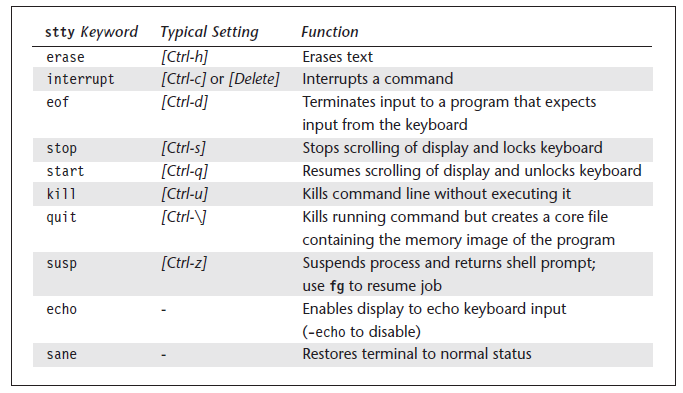 stty Keyword Typical Setting Function
erase [Ctrl-h] Erases text
interrupt [Ctrl-c] or [Delete] Interrupts a command
eof [Ctrl-d] Terminates input to a program that expects
input from the keyboard
stop [Ctrl-s] Stops scrolling of display and locks keyboard
start [Ctrl-q] Resumes scrolling of display and unlocks keyboard
kill [Ctrl-u] Kills command line without executing it
quit [Ctrl-\] Kills running command but creates a core file
containing the memory image of the program
susp [Ctrl-z] Suspends process and returns shell prompt;
use fg to resume job
echo - Enables display to echo keyboard input
(-echo to disable)
sane - Restores terminal to normal status